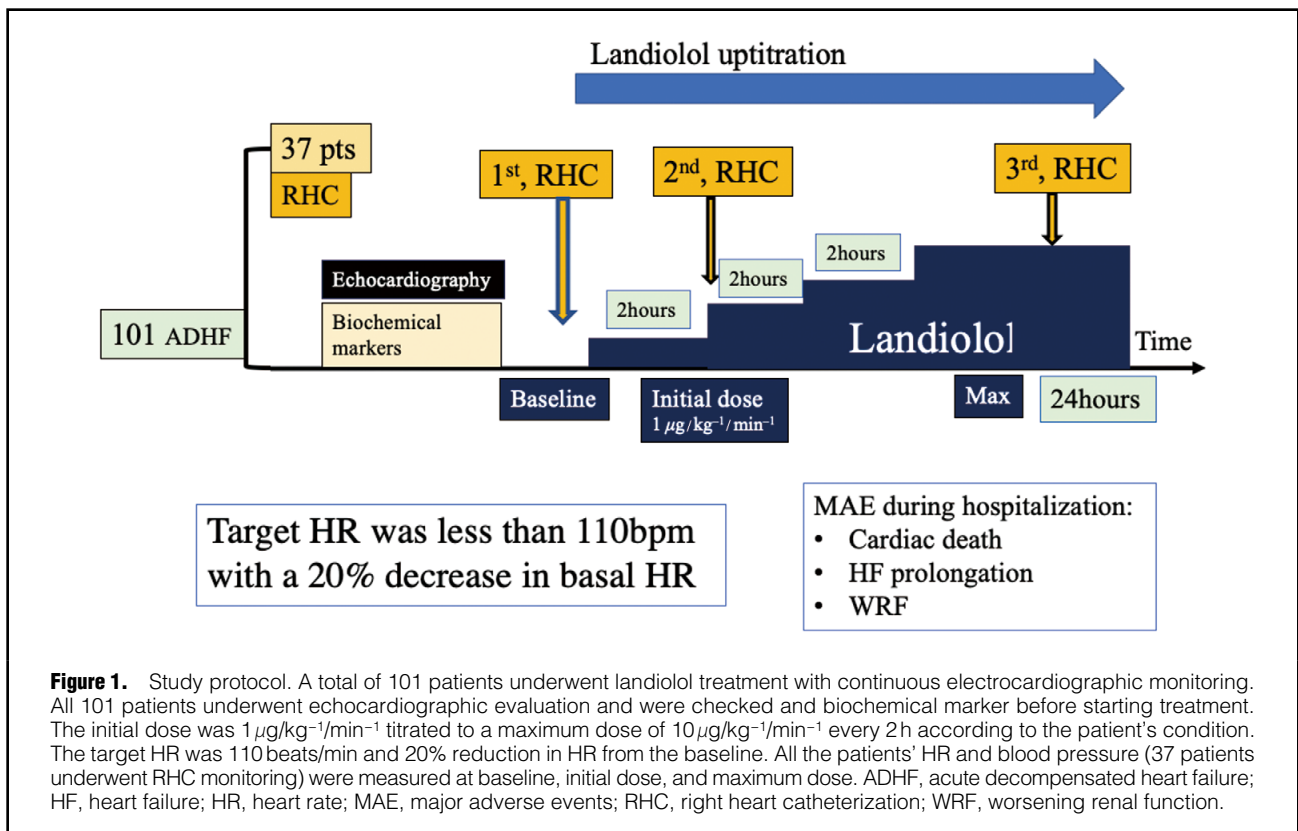 Landiolol uptitration
37 pts
RHC
1st, RHC
2nd, RHC
3rd, RHC
2hours
2hours
2hours
Echocardiography
Biochemical
markers
101 ADHF
Landiolol
Time
Baseline
Initial dose
1 μg/kg⁻¹/min⁻¹
Max
24hours
Target HR was less than 110bpm
with a 20% decrease in basal HR
MAE during hospitalization:
• Cardiac death
• HF prolongation
• WRF
Figure 1. Study protocol. A total of 101 patients underwent landiolol treatment with continuous electrocardiographic monitoring.
All 101 patients underwent echocardiographic evaluation and were checked and biochemical marker before starting treatment.
The initial dose was 1 μg/kg⁻¹/min⁻¹ titrated to a maximum dose of 10 μg/kg⁻¹/min⁻¹ every 2 h according to the patient's condition.
The target HR was 110 beats/min and 20% reduction in HR from the baseline. All the patients' HR and blood pressure (37 patients
underwent RHC monitoring) were measured at baseline, initial dose, and maximum dose. ADHF, acute decompensated heart failure;
HF, heart failure; HR, heart rate; MAE, major adverse events; RHC, right heart catheterization; WRF, worsening renal function.